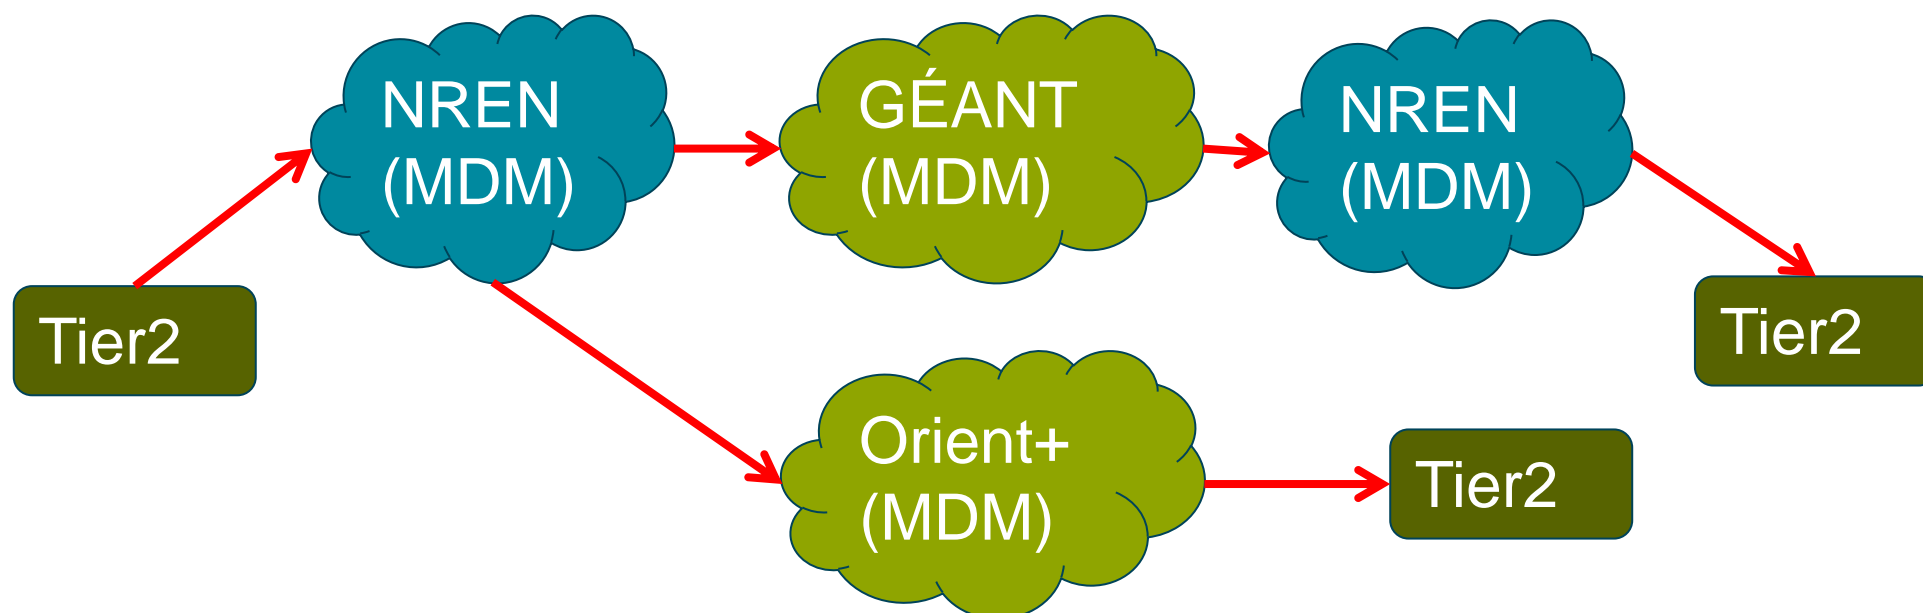 NREN
(MDM)
GÉANT
(MDM)
NREN
(MDM)
Tier2
Tier2
Orient+
(MDM)
Tier2